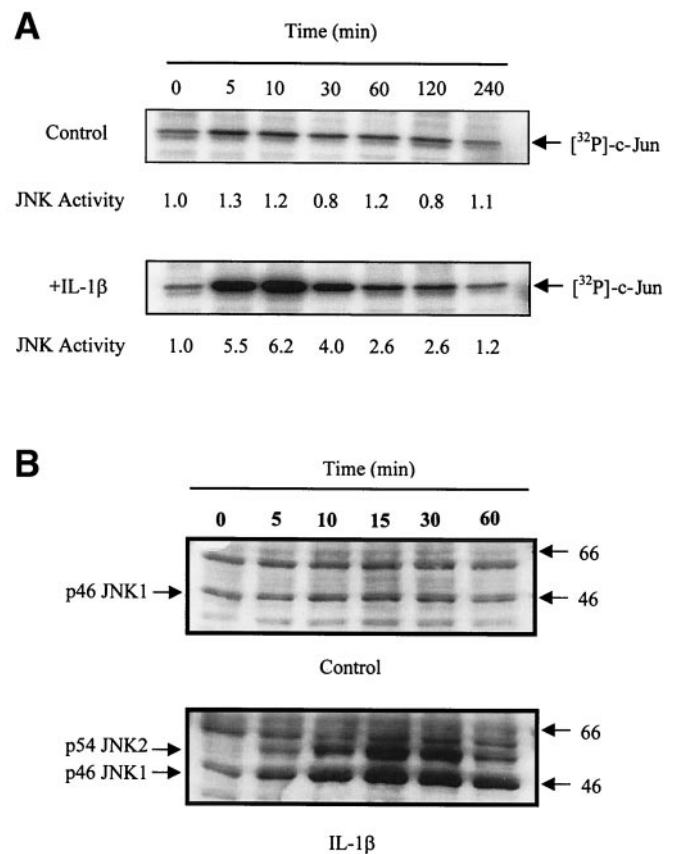 A
Time (min)
0 5 10 30 60 120 240
Control
[³²P]-c-Jun
JNK Activity 1.0 1.3 1.2 0.8 1.2 0.8 1.1
+IL-1β
[³²P]-c-Jun
JNK Activity 1.0 5.5 6.2 4.0 2.6 2.6 1.2
B
Time (min)
0 5 10 15 30 60
66
p46 JNK1
46
Control
66
p54 JNK2
p46 JNK1
46
IL-1β